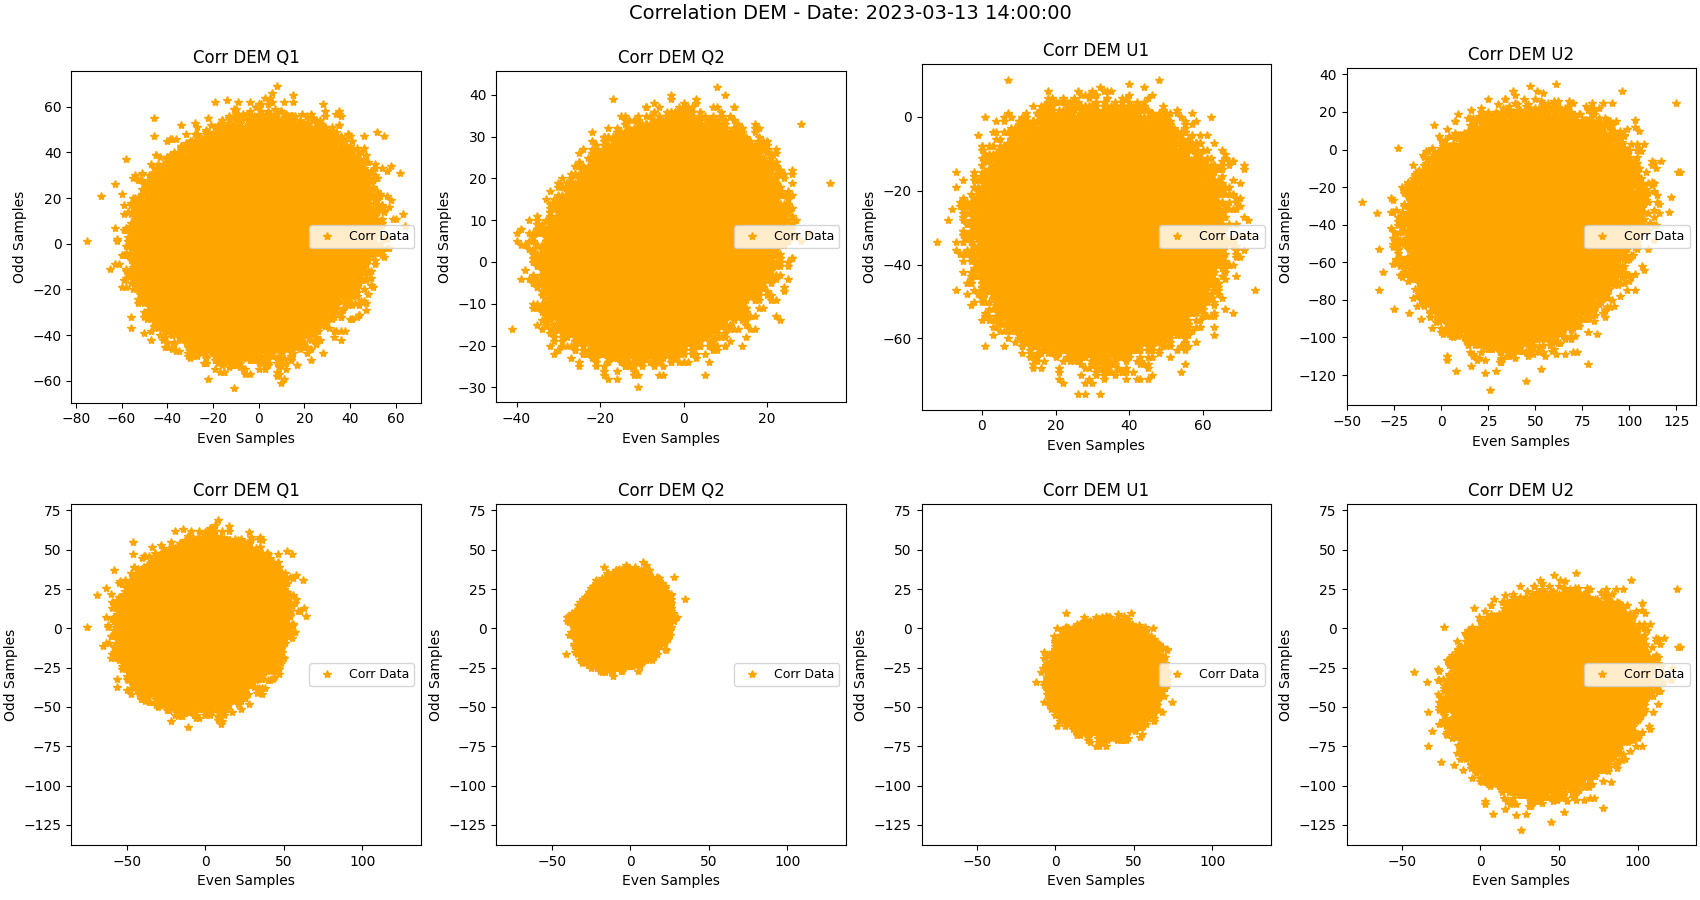 Correlation DEM - Date: 2023-03-13 14:00:00
Corr DEM Q1
Corr DEM Q2
Corr DEM U1
Corr DEM U2
Odd Samples
60
40
20
0
−20
−40
−60
Corr Data
−80 −60 −40 −20 0 20 40 60
Even Samples
Odd Samples
40
30
20
10
0
−10
−20
−30
Corr Data
−40 −20 0 20
Even Samples
Odd Samples
0
−20
−40
−60
Corr Data
0 20 40 60
Even Samples
Odd Samples
40
20
0
−20
−40
−60
−80
−100
−120
Corr Data
−50 −25 0 25 50 75 100 125
Even Samples
Corr DEM Q1
Corr DEM Q2
Corr DEM U1
Corr DEM U2
Odd Samples
75
50
25
0
−25
−50
−75
−100
−125
Corr Data
−50 0 50 100
Even Samples
Odd Samples
75
50
25
0
−25
−50
−75
−100
−125
Corr Data
−50 0 50 100
Even Samples
Odd Samples
75
50
25
0
−25
−50
−75
−100
−125
Corr Data
−50 0 50 100
Even Samples
Odd Samples
75
50
25
0
−25
−50
−75
−100
−125
Corr Data
−50 0 50 100
Even Samples